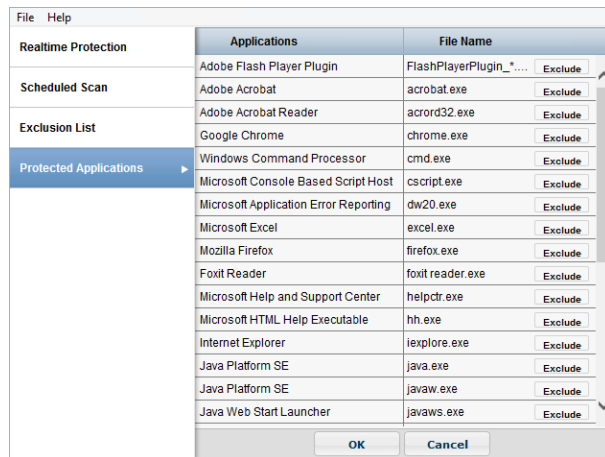 File Help
Realtime Protection
Scheduled Scan
Exclusion List
Protected Applications
Applications File Name
Adobe Flash Player Plugin FlashPlayerPlugin_*.... Exclude
Adobe Acrobat acrobat.exe Exclude
Adobe Acrobat Reader acrord32.exe Exclude
Google Chrome chrome.exe Exclude
Windows Command Processor cmd.exe Exclude
Microsoft Console Based Script Host cscript.exe Exclude
Microsoft Application Error Reporting dw20.exe Exclude
Microsoft Excel excel.exe Exclude
Mozilla Firefox firefox.exe Exclude
Foxit Reader foxit reader.exe Exclude
Microsoft Help and Support Center helpctr.exe Exclude
Microsoft HTML Help Executable hh.exe Exclude
Internet Explorer iexplore.exe Exclude
Java Platform SE java.exe Exclude
Java Platform SE javaw.exe Exclude
Java Web Start Launcher javaws.exe Exclude
OK Cancel